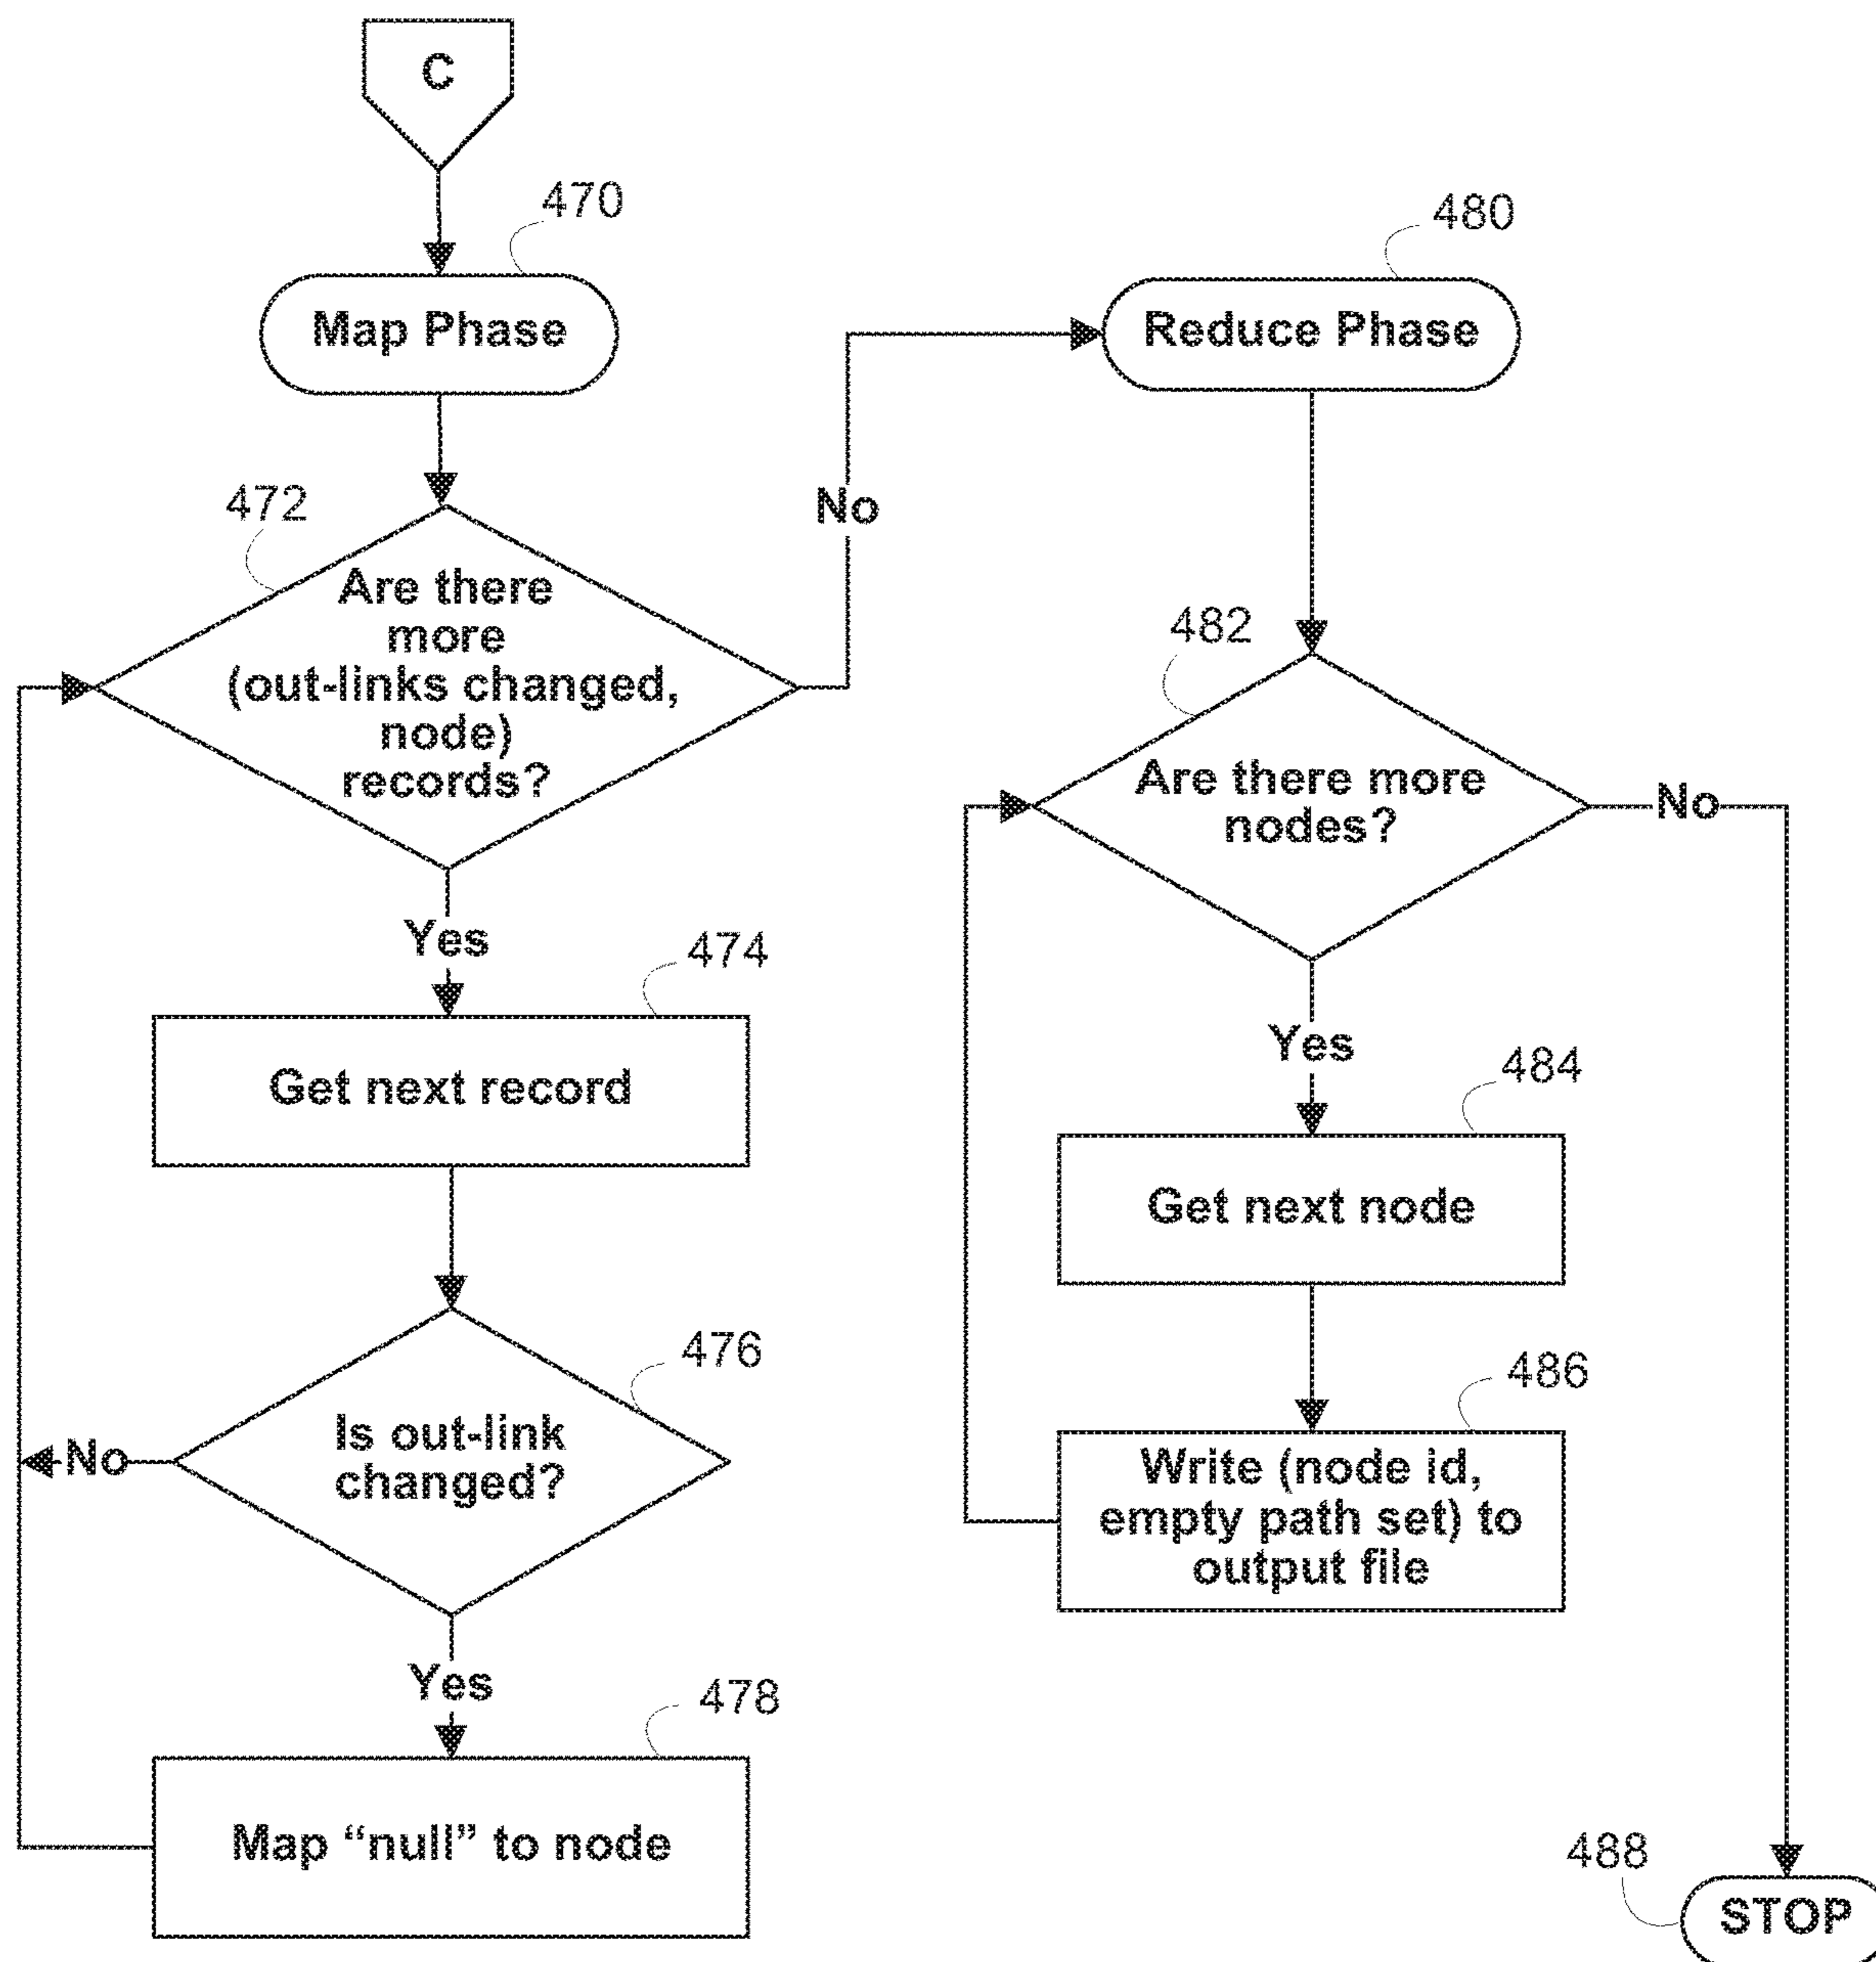 C
470
Map Phase
472
Are there
more
(out-links changed,
node)
records?
No
Yes
474
Get next record
476
Is out-link
changed?
No
Yes
478
Map “null” to node
480
Reduce Phase
482
Are there more
nodes?
No
Yes
484
Get next node
486
Write (node id,
empty path set) to
output file
488
STOP